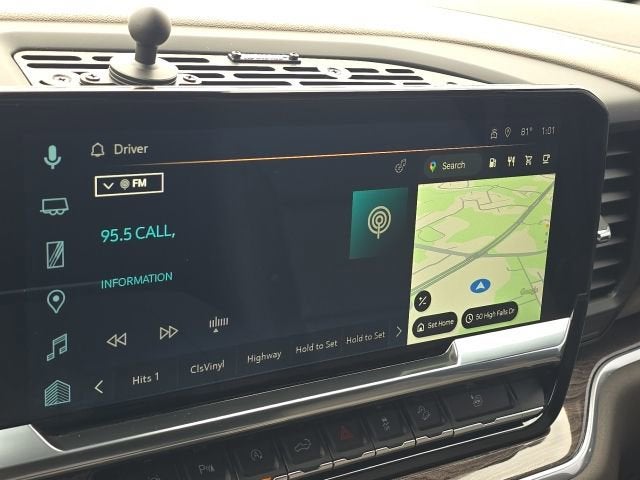 Driver
81° 1:01
FM
Search
95.5 CALL,
INFORMATION
Google
Set Home
50 High Falls Dr
Hits 1
ClsVinyl
Highway
Hold to Set
Hold to Set